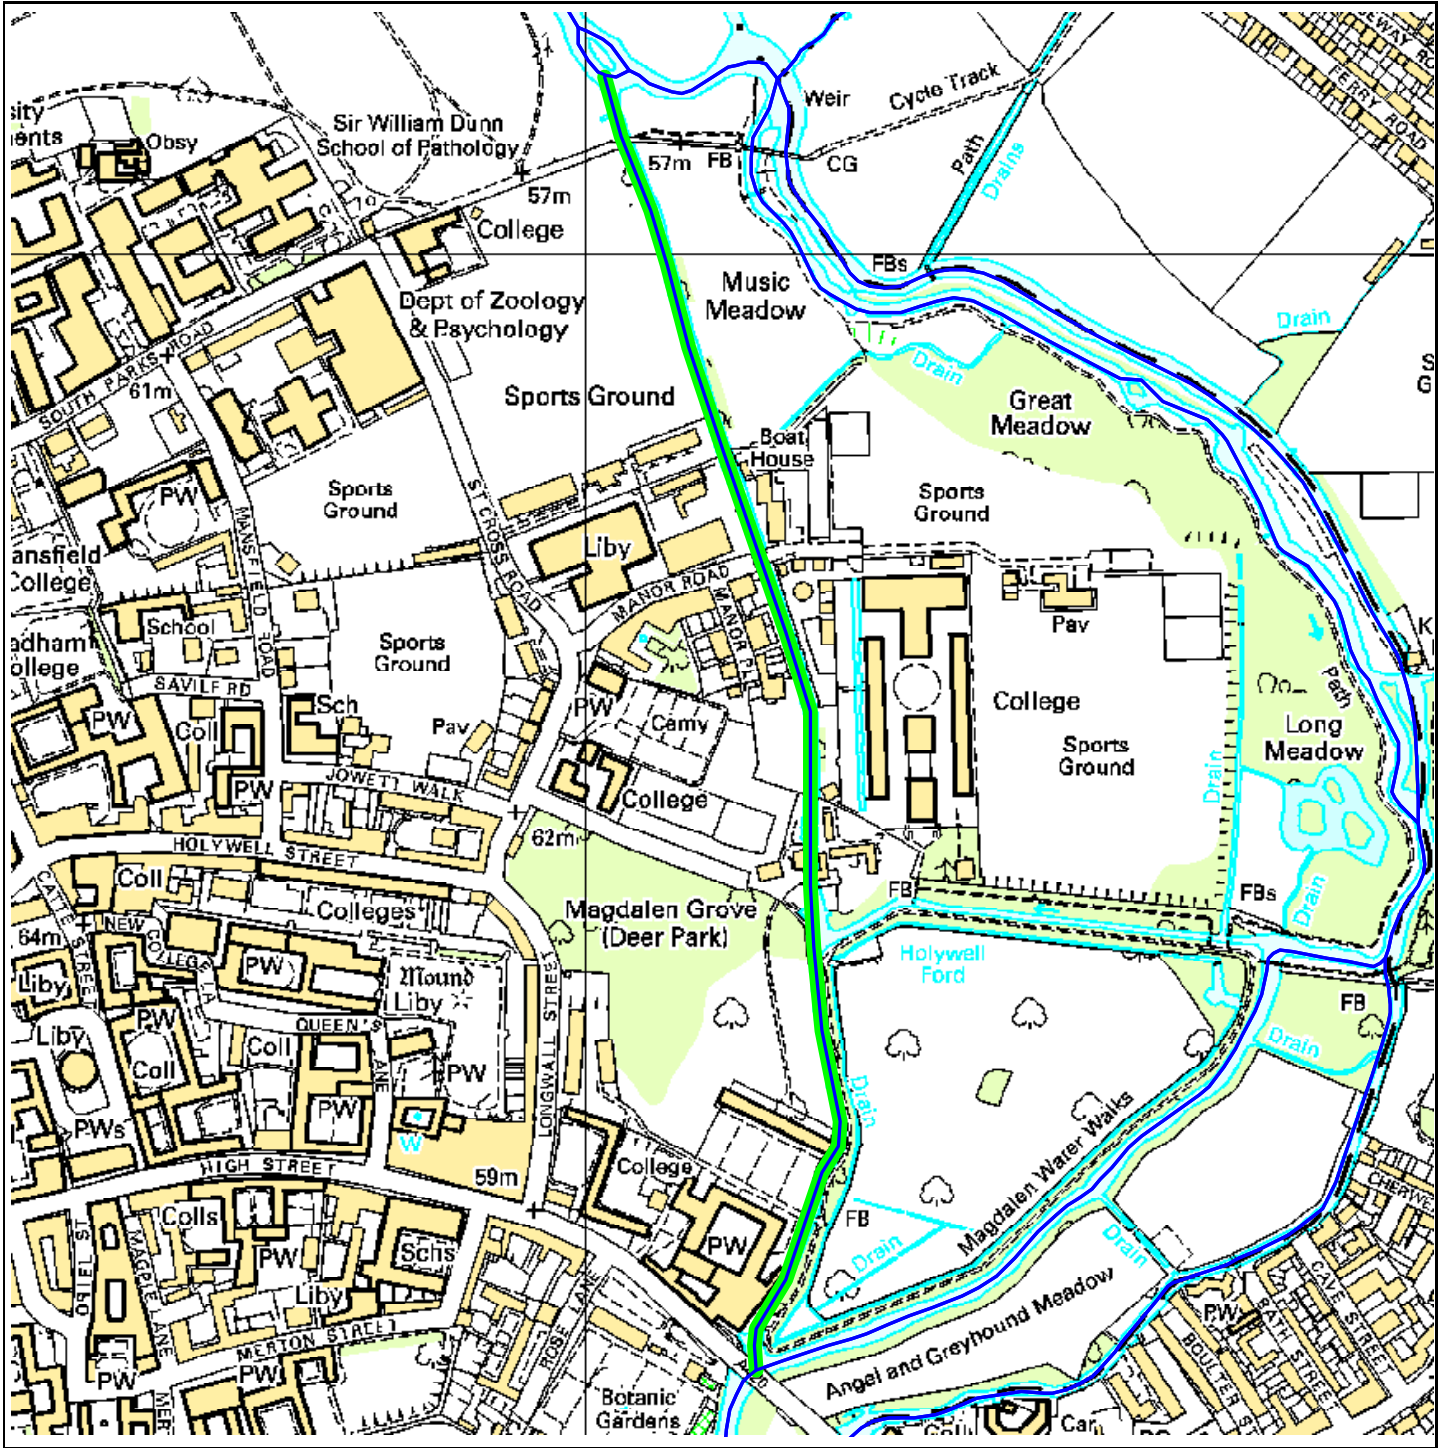 sity
ents
Obsy
Sir William Dunn
School of Pathology
57m
57m
FB
Weir
Cycle Track
CG
Path
Drains
FERRY ROAD
College
Dept of Zoology
& Psychology
Music
Meadow
FBs
Drain
S
G
SOUTH PARKS ROAD
61m
Sports Ground
Drain
Great
Meadow
Boat
House
PW
Sports
Ground
Sports
Ground
ST CROSS ROAD
MANSFIELD ROAD
Liby
MANOR ROAD
MANOR PL
ansfield
College
School
adham
ollege
Sports
Ground
SAVILE RD
Pav
K
Path
College
Sch
PW
Cemy
PW
Coll
Pav
Sports
Ground
Long
Meadow
Drain
JOWETT WALK
PW
College
62m
HOLYWELL STREET
Coll
Colleges
CATTE STREET
NEW COLLEGE LA
64m
Magdalen Grove
(Deer Park)
FB
FBs
Drain
Holywell
Ford
Liby
PW
Mound
Liby
PW
QUEEN'S LANE
LONGWALL STREET
FB
Liby
Coll
Coll
PW
PW
Drain
Drain
PWs
W
Magdalen Water Walks
HIGH STREET
59m
College
CHERWE
Colls
PW
Schs
PW
FB
Drain
Drain
ORIEL ST
MAGPIE LANE
Liby
MERTON STREET
ROSE LANE
Angel and Greyhound Meadow
PW
BATH STREET
CAVE STREET
BOULTER S
PW
PW
MER
Botanic
Gardens
Coll
Car